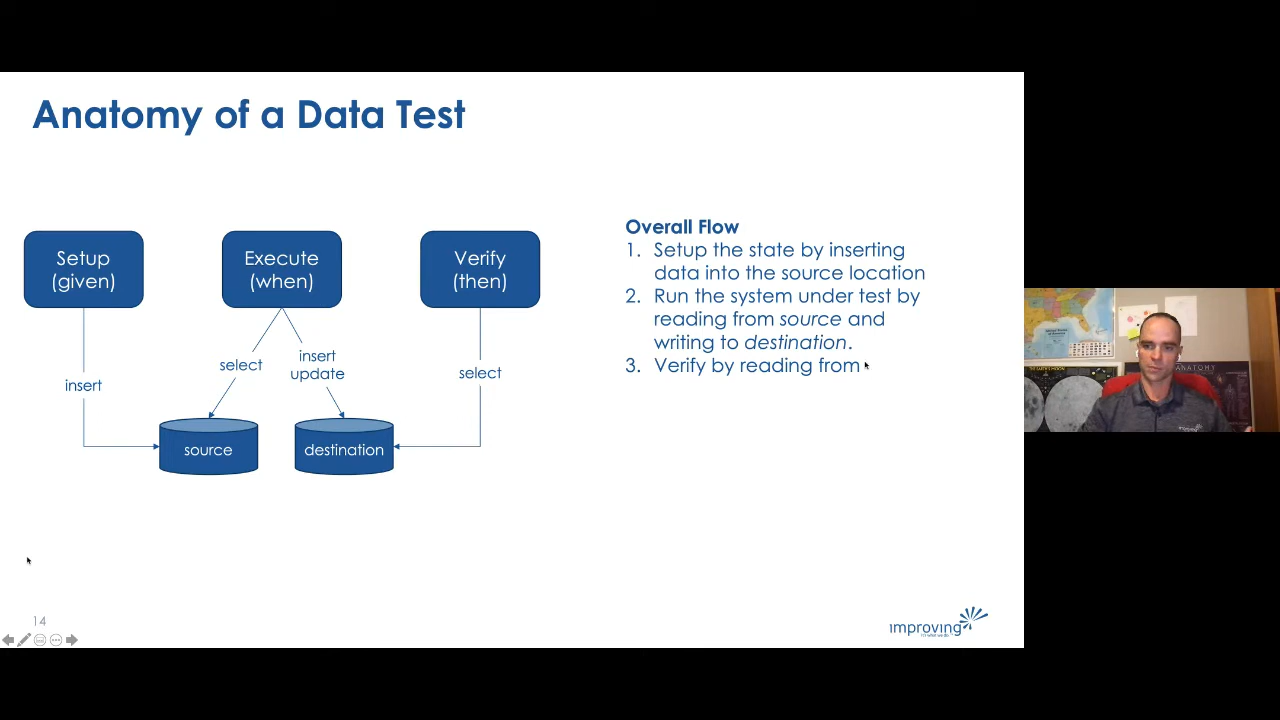 Anatomy of a Data Test
Setup
(given)
Execute
(when)
Verify
(then)
insert
select
insert
update
select
source
destination
Overall Flow
1. Setup the state by inserting
data into the source location
2. Run the system under test by
reading from source and
writing to destination.
3. Verify by reading from
14
improving
ANATOMY